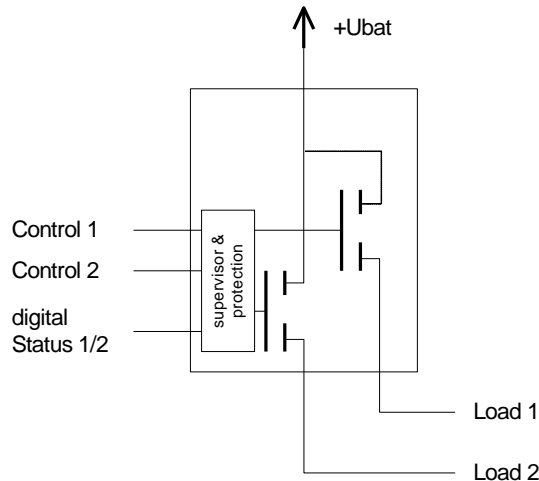 +Ubat
Control 1
Control 2
digital
Status 1/2
supervisor &
protection
Load 1
Load 2